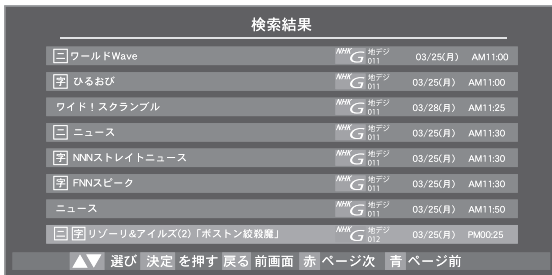 検索結果
二 ワールドWave NHK G 地デジ 011 03/25(月) AM11:00
字 ひるおび NHK G 地デジ 011 03/25(月) AM11:00
ワイド！スクランブル NHK G 地デジ 011 03/28(月) AM11:25
二 ニュース NHK G 地デジ 011 03/25(月) AM11:30
字 NNNストレイトニュース NHK G 地デジ 011 03/25(月) AM11:30
字 FNNスピーク NHK G 地デジ 011 03/25(月) AM11:30
ニュース NHK G 地デジ 011 03/25(月) AM11:50
二 字 リゾーリ&アイルズ(2)「ボストン絞殺魔」 NHK G 地デジ 012 03/25(月) PM00:25
▲▼ 選び 決定 を押す 戻る 前画面 赤 ページ次 青 ページ前